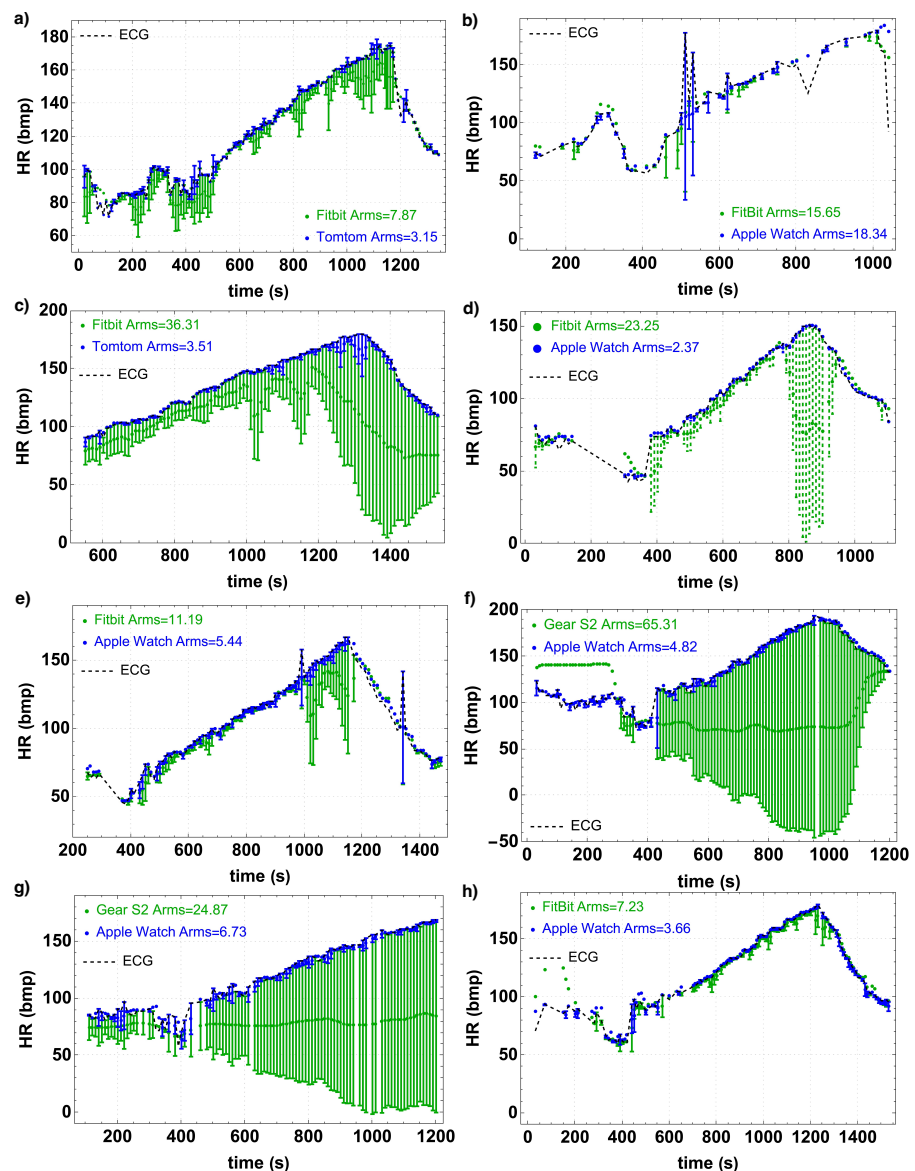 a)
ECG
180
160
140
120
100
80
60
HR (bmp)
Fitbit Arms=7.87
Tomtom Arms=3.15
0 200 400 600 800 1000 1200
time (s)
b)
ECG
150
100
50
0
HR (bmp)
FitBit Arms=15.65
Apple Watch Arms=18.34
200 400 600 800 1000
time (s)
c)
200
150
100
50
0
HR (bmp)
Fitbit Arms=36.31
Tomtom Arms=3.51
ECG
600 800 1000 1200 1400
time (s)
d)
150
100
50
0
HR (bmp)
Fitbit Arms=23.25
Apple Watch Arms=2.37
ECG
0 200 400 600 800 1000
time (s)
e)
150
100
50
HR (bmp)
Fitbit Arms=11.19
Apple Watch Arms=5.44
ECG
200 400 600 800 1000 1200 1400
time (s)
f)
200
150
100
50
0
−50
HR (bmp)
Gear S2 Arms=65.31
Apple Watch Arms=4.82
ECG
0 200 400 600 800 1000 1200
time (s)
g)
150
100
50
0
HR (bmp)
Gear S2 Arms=24.87
Apple Watch Arms=6.73
ECG
200 400 600 800 1000 1200
time (s)
h)
150
100
50
0
HR (bmp)
FitBit Arms=7.23
Apple Watch Arms=3.66
ECG
0 200 400 600 800 1000 1200 1400
time (s)